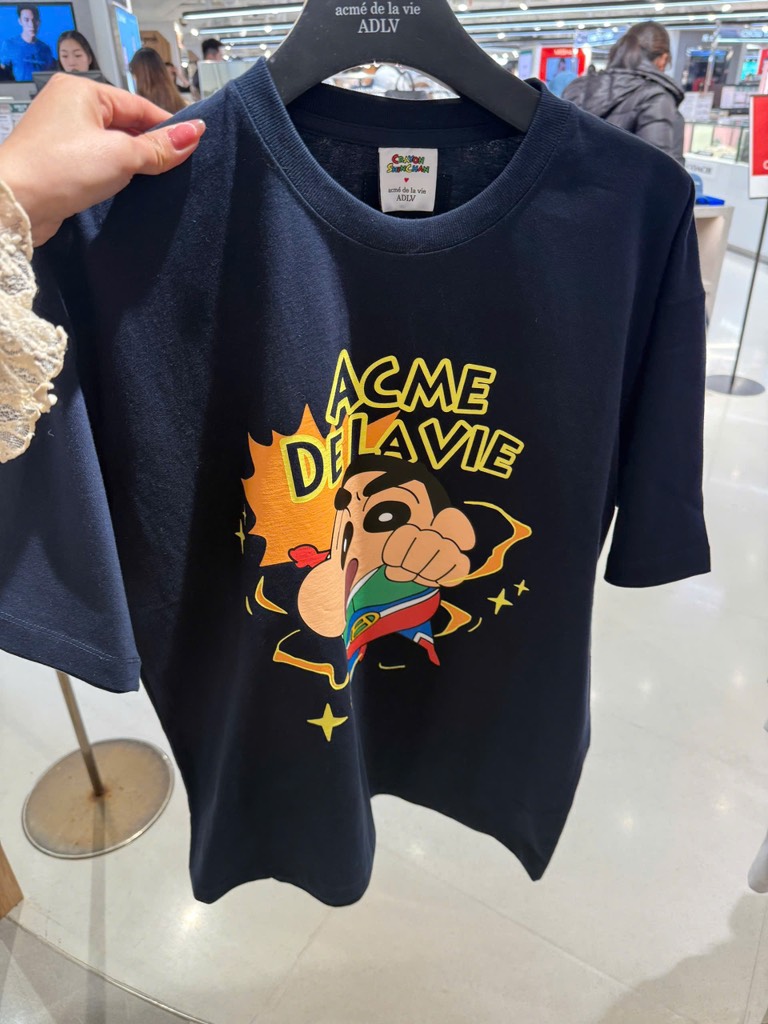 acmé de la vie
ADLV
CRAYON
SHINCHAN
acmé de la vie
ADLV
ACME
DE LA VIE